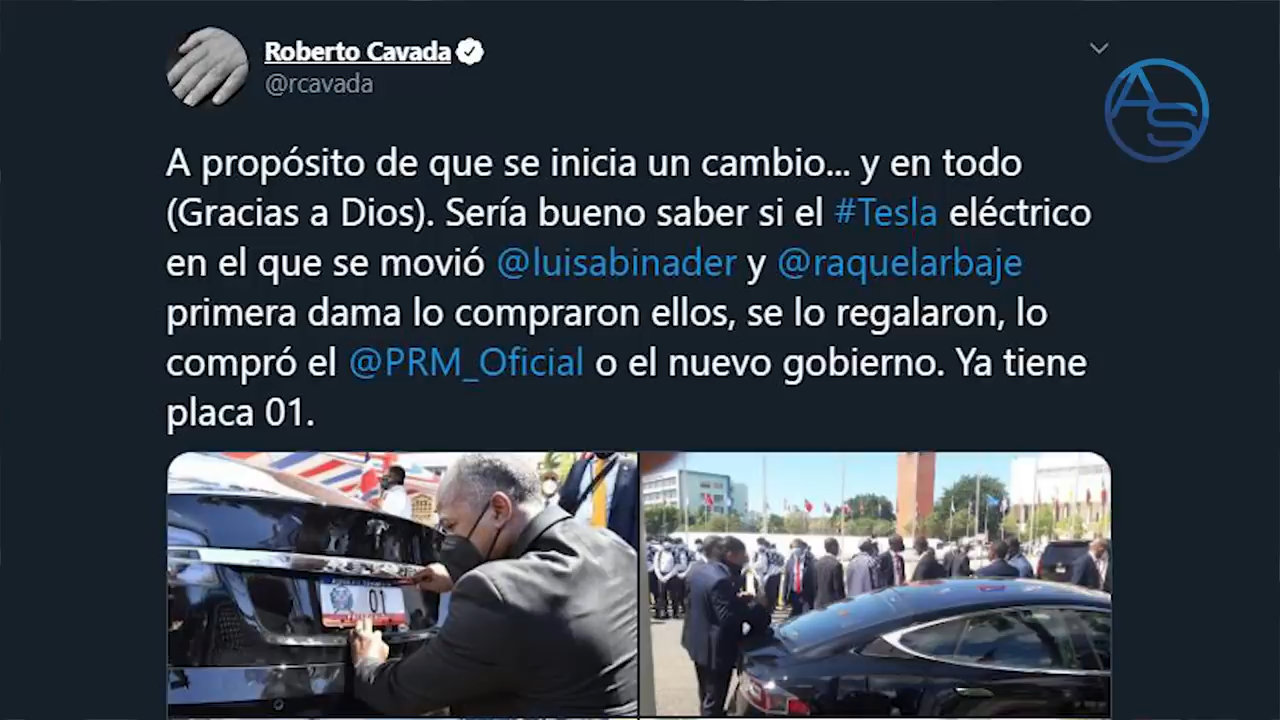 Roberto Cavada
@rcavada
AS
A propósito de que se inicia un cambio... y en todo
(Gracias a Dios). Sería bueno saber si el #Tesla eléctrico
en el que se movió @luisabinader y @raquelarbaje
primera dama lo compraron ellos, se lo regalaron, lo
compró el @PRM_Oficial o el nuevo gobierno. Ya tiene
placa 01.
01